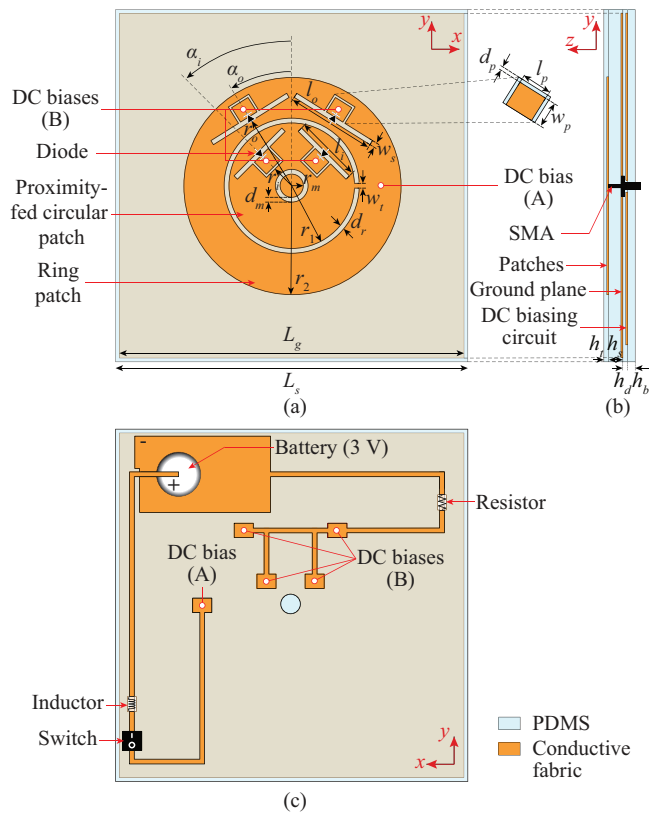 y
x
α_i
α_o
DC biases
(B)
Diode
Proximity-
fed circular
patch
Ring
patch
l_o
r_o
l_i
w_s
r_i
r_m
d_m
w_t
d_r
r_1
r_2
d_p
l_p
w_p
DC bias
(A)
L_g
L_s
(a)
y
z
SMA
Patches
Ground plane
DC biasing
circuit
h_t h_s
h_d h_b
(b)
-
Battery (3 V)
+
Resistor
DC bias
(A)
DC biases
(B)
Inductor
Switch
y
x
PDMS
Conductive
fabric
(c)